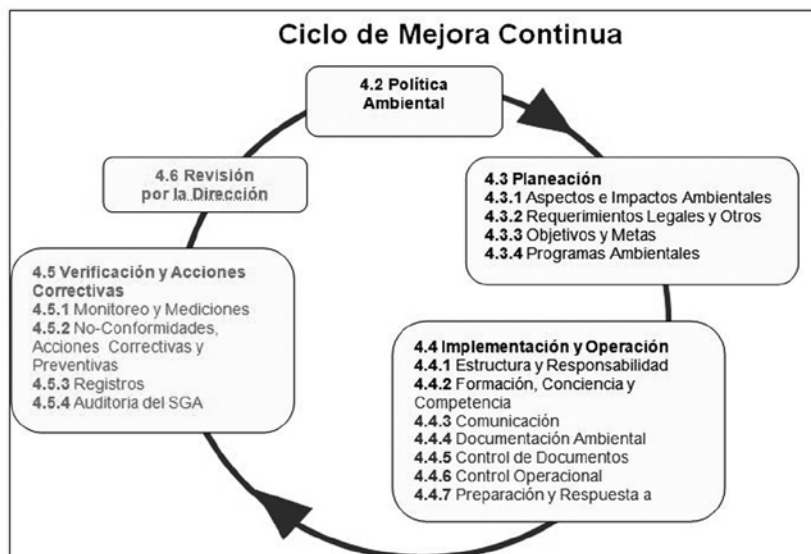 Ciclo de Mejora Continua
4.2 Política
Ambiental
4.3 Planeación
4.3.1 Aspectos e Impactos Ambientales
4.3.2 Requerimientos Legales y Otros
4.3.3 Objetivos y Metas
4.3.4 Programas Ambientales
4.4 Implementación y Operación
4.4.1 Estructura y Responsabilidad
4.4.2 Formación, Conciencia y
Competencia
4.4.3 Comunicación
4.4.4 Documentación Ambiental
4.4.5 Control de Documentos
4.4.6 Control Operacional
4.4.7 Preparación y Respuesta a
4.5 Verificación y Acciones
Correctivas
4.5.1 Monitoreo y Mediciones
4.5.2 No-Conformidades,
Acciones Correctivas y
Preventivas
4.5.3 Registros
4.5.4 Auditoria del SGA
4.6 Revisión
por la Dirección